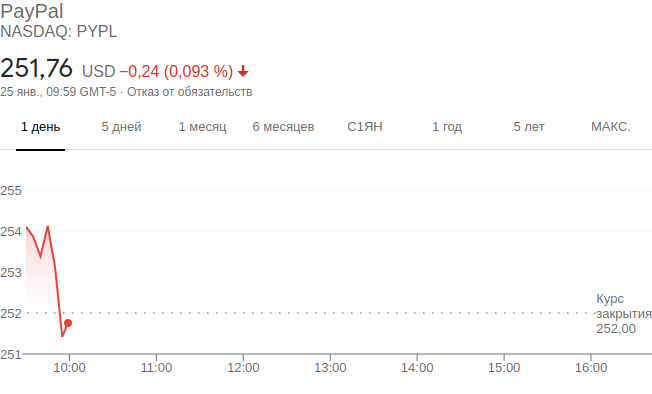 PayPal
NASDAQ: PYPL
251,76 USD −0,24 (0,093 %)
25 янв., 09:59 GMT-5 · Отказ от обязательств
1 день 5 дней 1 месяц 6 месяцев С1ЯН 1 год 5 лет МАКС.
255
254
253
Курс
252 закрытия
252,00
251
10:00 11:00 12:00 13:00 14:00 15:00 16:00